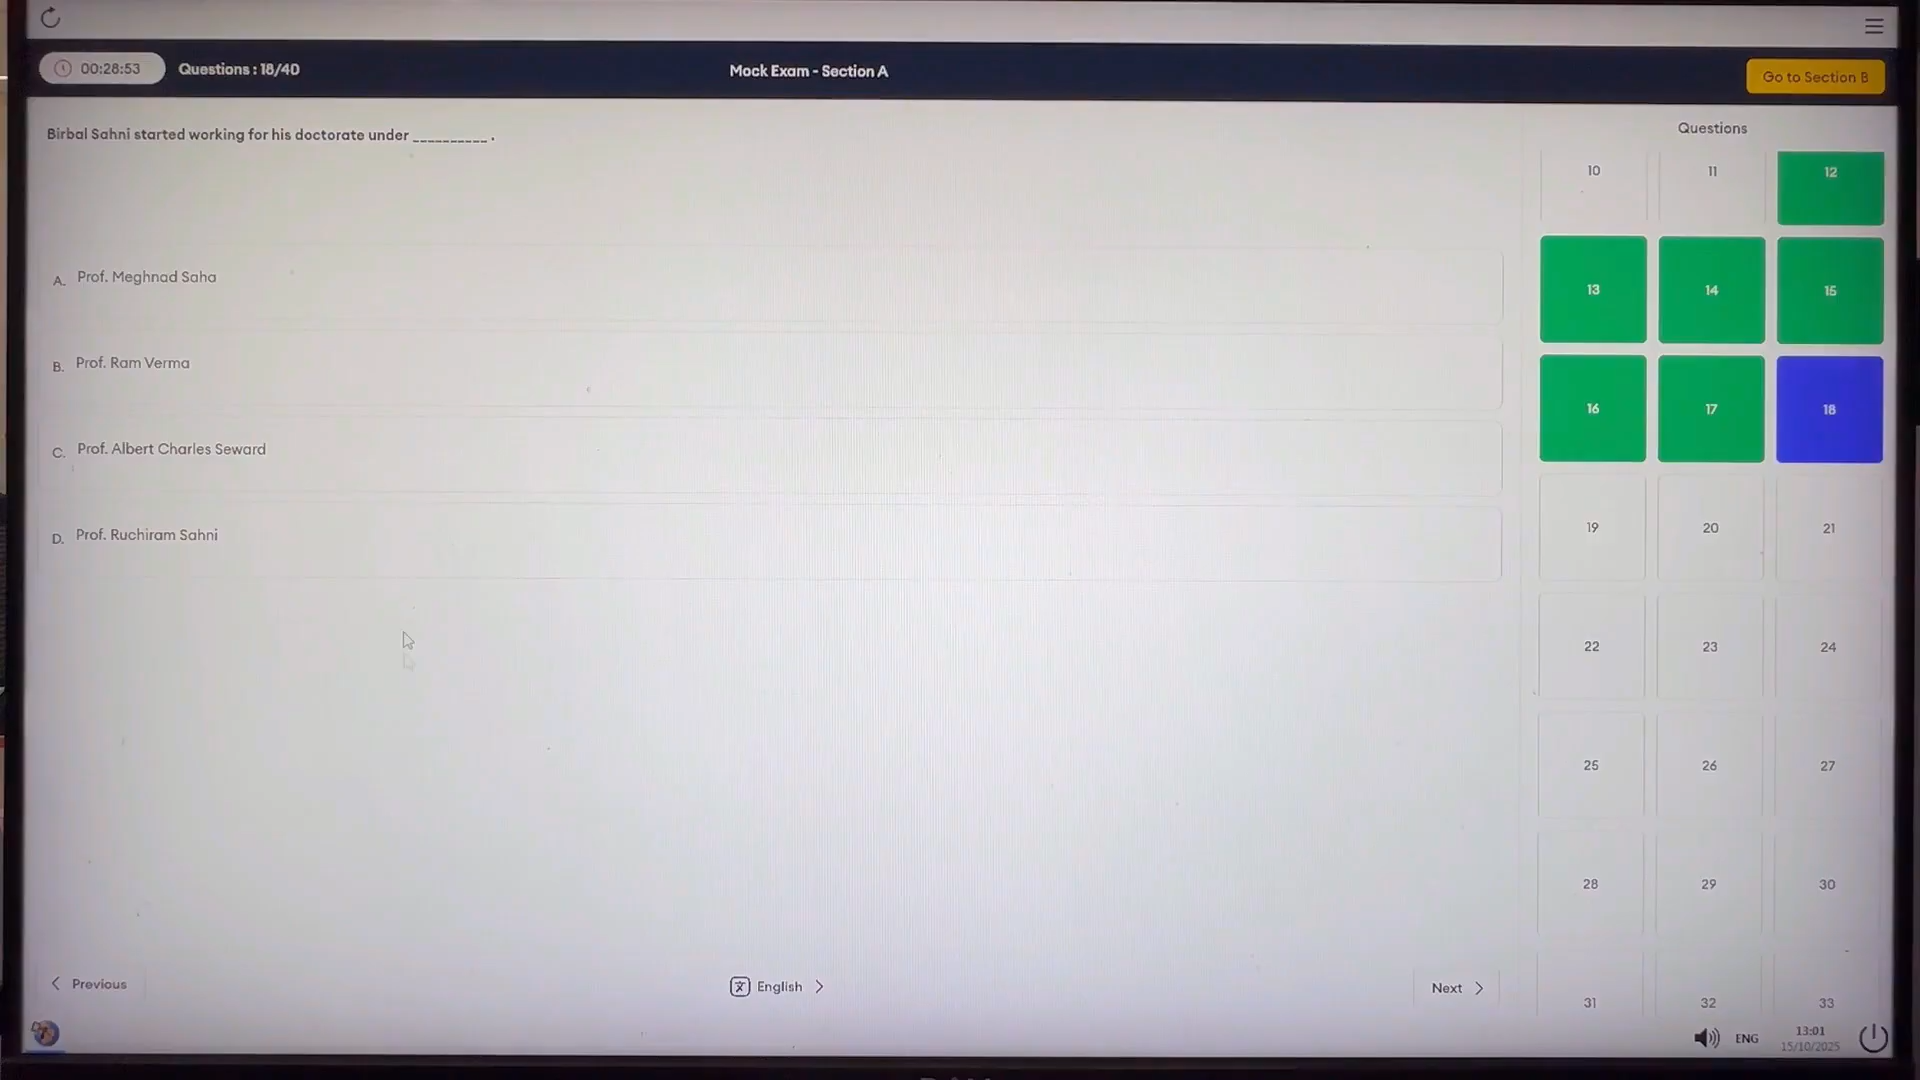 00:28:53
Questions : 18/40
Mock Exam - Section A
Go to Section B
Birbal Sahni started working for his doctorate under __________ .
A. Prof. Meghnad Saha
B. Prof. Ram Verma
C. Prof. Albert Charles Seward
D. Prof. Ruchiram Sahni
Questions
10 11 12
13 14 15
16 17 18
19 20 21
22 23 24
25 26 27
28 29 30
31 32 33
Previous
English
Next
ENG
13:01
15/10/2025